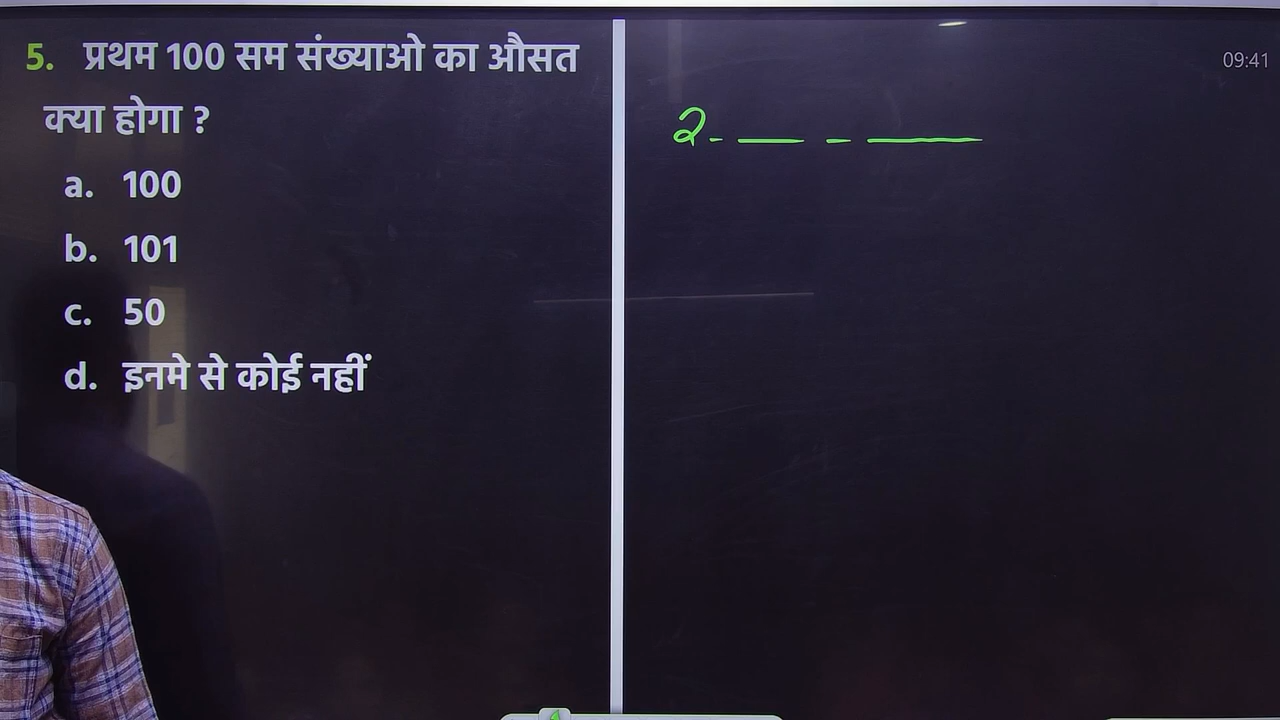 5. प्रथम 100 सम संख्याओ का औसत
क्या होगा ?
a. 100
b. 101
c. 50
d. इनमे से कोई नहीं
09:41
2